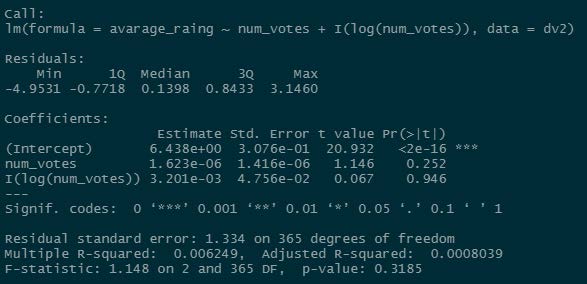 Call:
lm(formula = avarage_raing ~ num_votes + I(log(num_votes)), data = dv2)
Residuals:
Min 1Q Median 3Q Max
-4.9531 -0.7718 0.1398 0.8433 3.1460
Coefficients:
Estimate Std. Error t value Pr(>|t|)
(Intercept) 6.438e+00 3.076e-01 20.932 <2e-16 ***
num_votes 1.623e-06 1.416e-06 1.146 0.252
I(log(num_votes)) 3.201e-03 4.756e-02 0.067 0.946
---
Signif. codes: 0 ‘***’ 0.001 ‘**’ 0.01 ‘*’ 0.05 ‘.’ 0.1 ‘ ’ 1
Residual standard error: 1.334 on 365 degrees of freedom
Multiple R-squared: 0.006249, Adjusted R-squared: 0.0008039
F-statistic: 1.148 on 2 and 365 DF, p-value: 0.3185